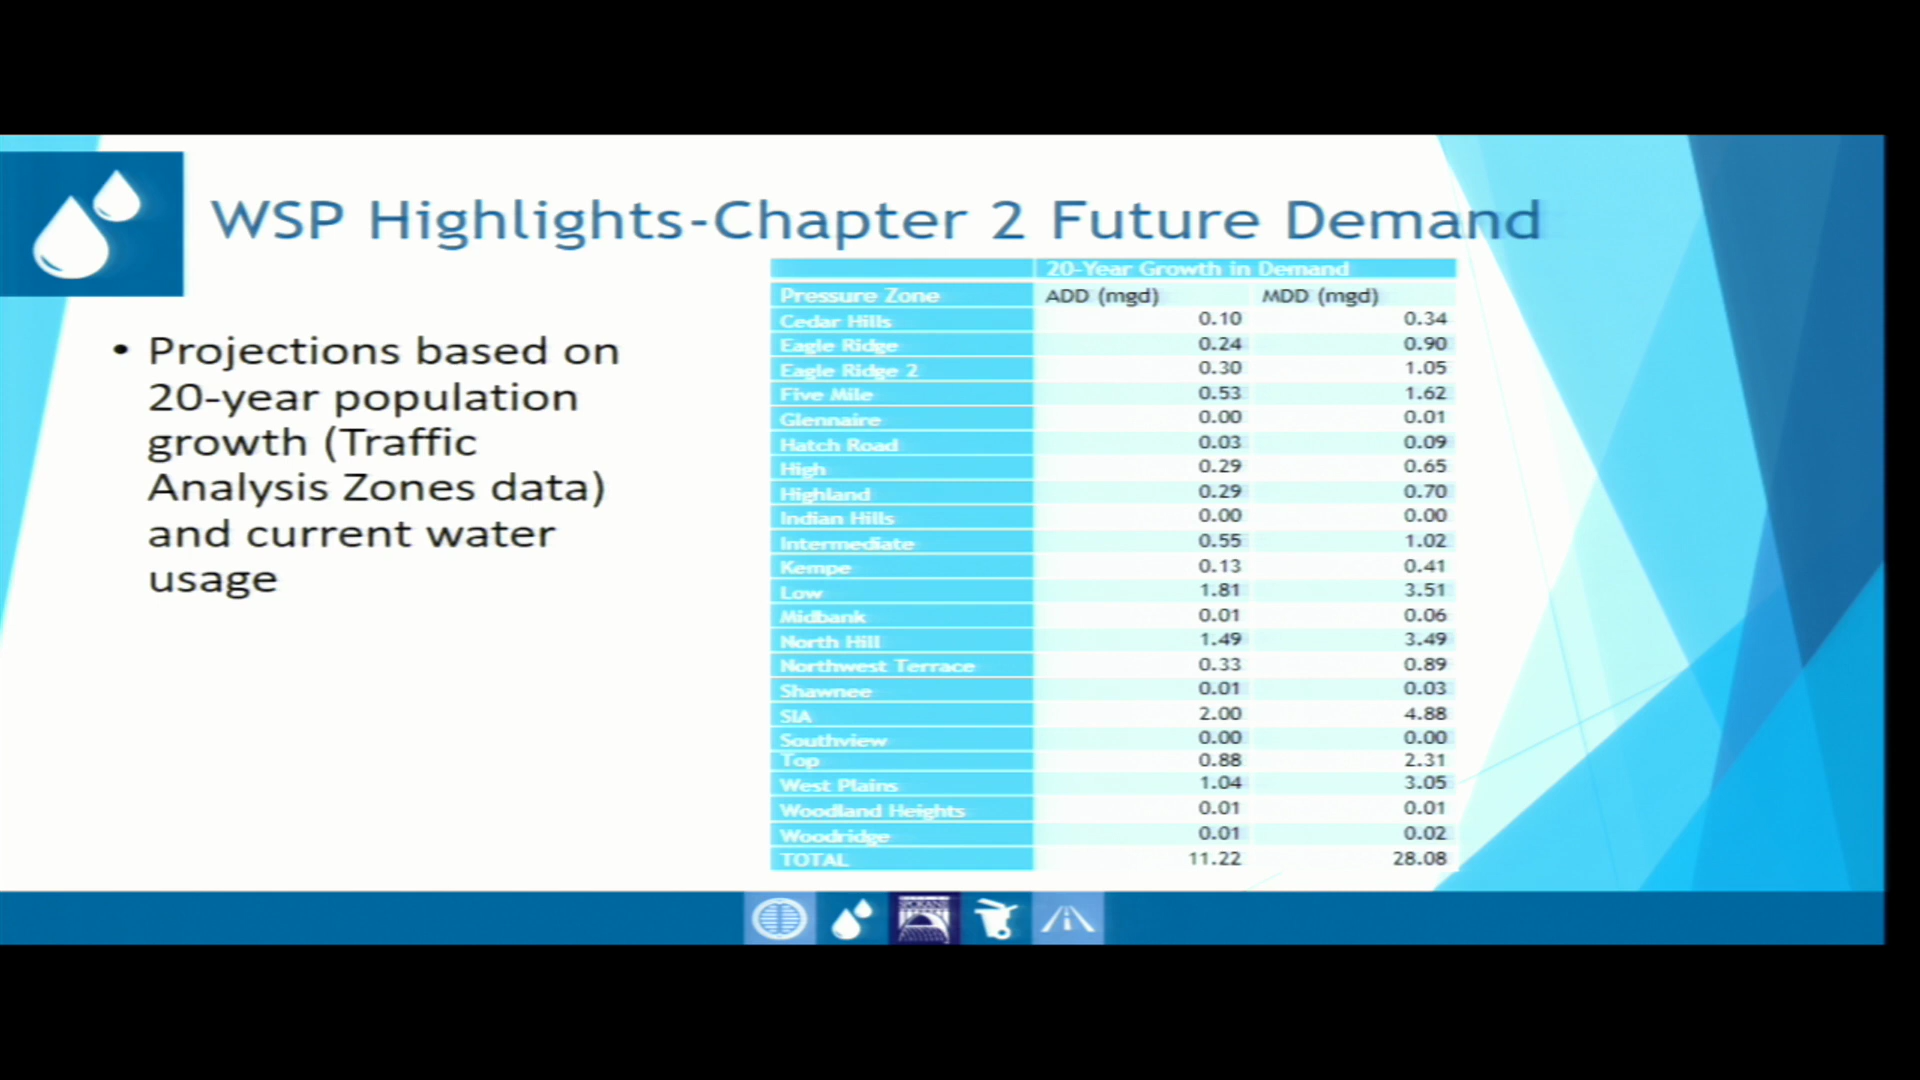 WSP Highlights-Chapter 2 Future Demand
• Projections based on
20-year population
growth (Traffic
Analysis Zones data)
and current water
usage
20-Year Growth in Demand
Pressure Zone ADD (mgd) MDD (mgd)
Cedar Hills 0.10 0.34
Eagle Ridge 0.24 0.90
Eagle Ridge 2 0.30 1.05
Five Mile 0.53 1.62
Glennaire 0.00 0.01
Hatch Road 0.03 0.09
High 0.29 0.65
Highland 0.29 0.70
Indian Hills 0.00 0.00
Intermediate 0.55 1.02
Kempe 0.13 0.41
Low 1.81 3.51
Midbank 0.01 0.06
North Hill 1.49 3.49
Northwest Terrace 0.33 0.89
Shawnee 0.01 0.03
SIA 2.00 4.88
Southview 0.00 0.00
Top 0.88 2.31
West Plains 1.04 3.05
Woodland Heights 0.01 0.01
Woodridge 0.01 0.02
TOTAL 11.22 28.08
SPOKANE